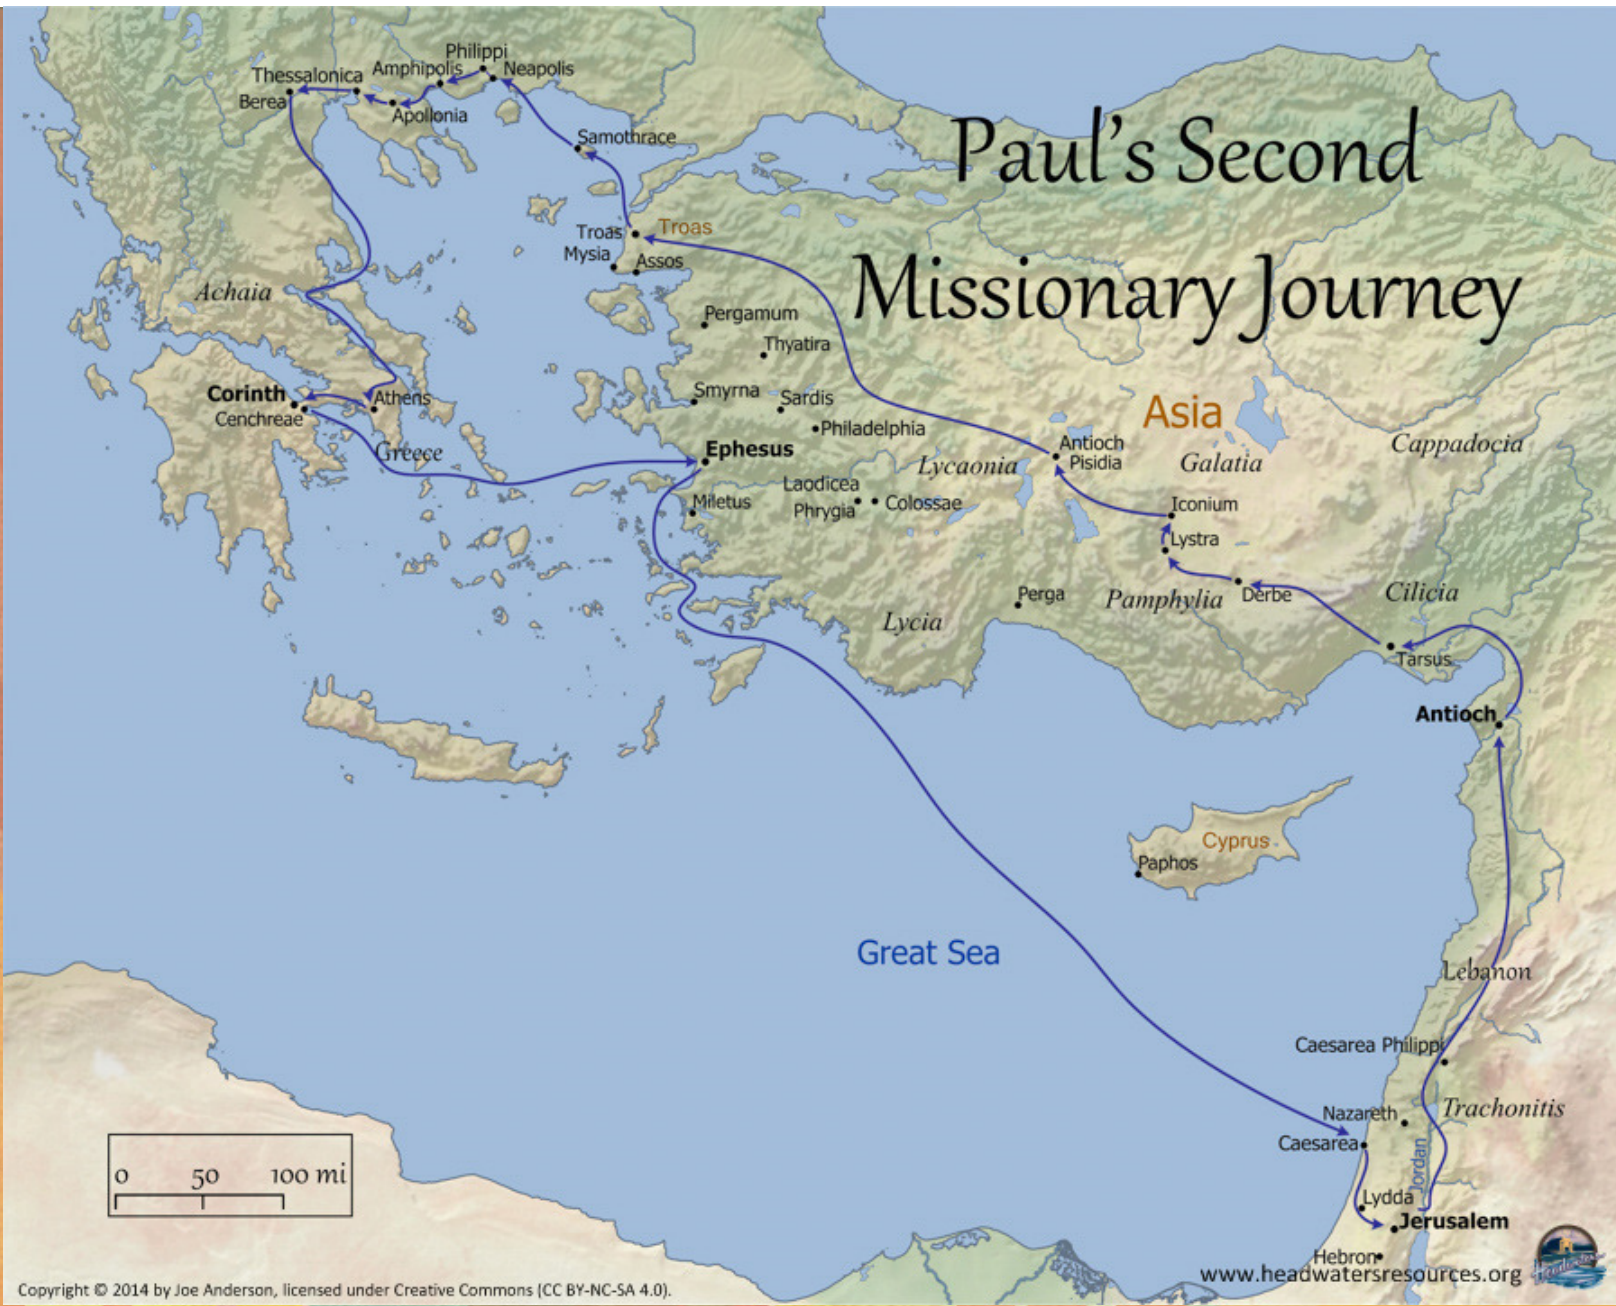 Paul's Second
Missionary Journey
Philippi
Neapolis
Amphipolis
Thessalonica
Berea
Apollonia
Samothrace
Troas
Troas
Mysia
Assos
Achaia
Pergamum
Thyatira
Smyrna
Sardis
Philadelphia
Corinth
Cenchreae
Athens
Greece
Ephesus
Miletus
Laodicea
Phrygia
Colossae
Lycaonia
Antioch
Pisidia
Asia
Galatia
Cappadocia
Iconium
Lystra
Derbe
Perga
Pamphylia
Lycia
Cilicia
Tarsus
Antioch
Cyprus
Paphos
Great Sea
Lebanon
Caesarea Philippi
Trachonitis
Nazareth
Caesarea
Jordan
Lydda
Jerusalem
Hebron
0 50 100 mi
www.headwatersresources.org
Copyright © 2014 by Joe Anderson, licensed under Creative Commons (CC BY-NC-SA 4.0).